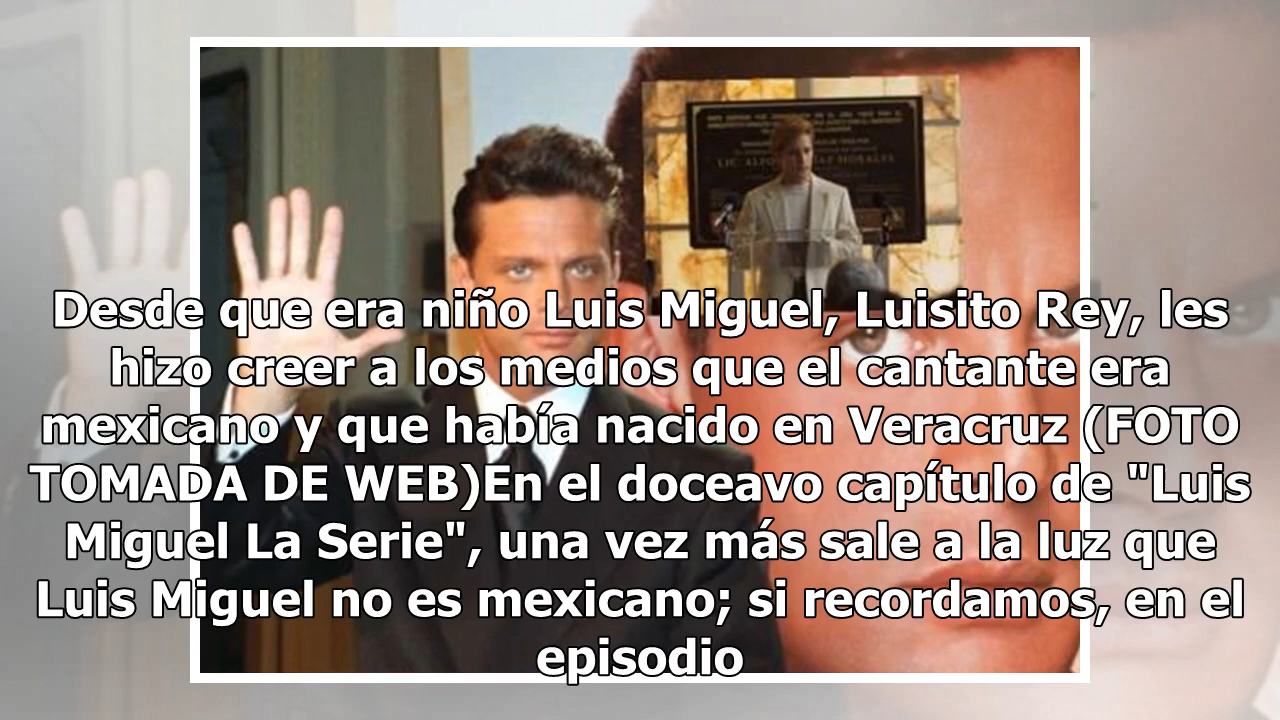 LIC. ALFO
Desde que era niño Luis Miguel, Luisito Rey, les
hizo creer a los medios que el cantante era
mexicano y que había nacido en Veracruz (FOTO
TOMADA DE WEB)En el doceavo capítulo de "Luis
Miguel La Serie", una vez más sale a la luz que
Luis Miguel no es mexicano; si recordamos, en el
episodio